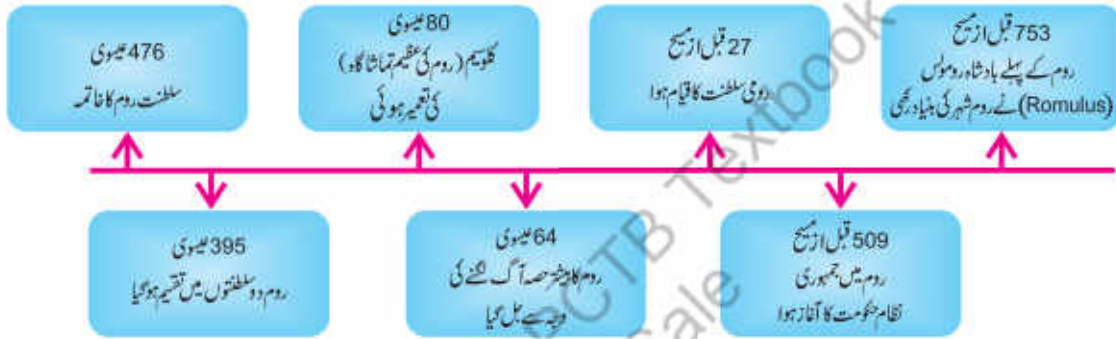 753 قبل از مسیح
روم کے پہلے بادشاہ رومولس
(Romulus) نے روم شہر کی بنیاد رکھی
509 قبل از مسیح
روم میں جمہوری
نظام حکومت کا آغاز ہوا
27 قبل از مسیح
رومی سلطنت کا قیام ہوا
64 عیسوی
روم کا بیشتر حصہ آگ لگنے کی
وجہ سے جل گیا
80 عیسوی
کلوسیم (روم کی عظیم تماشا گاہ)
کی تعمیر ہوئی
395 عیسوی
روم دو سلطنتوں میں تقسیم ہو گیا
476 عیسوی
سلطنت روم کا خاتمہ
PCTB Textbook
Sale